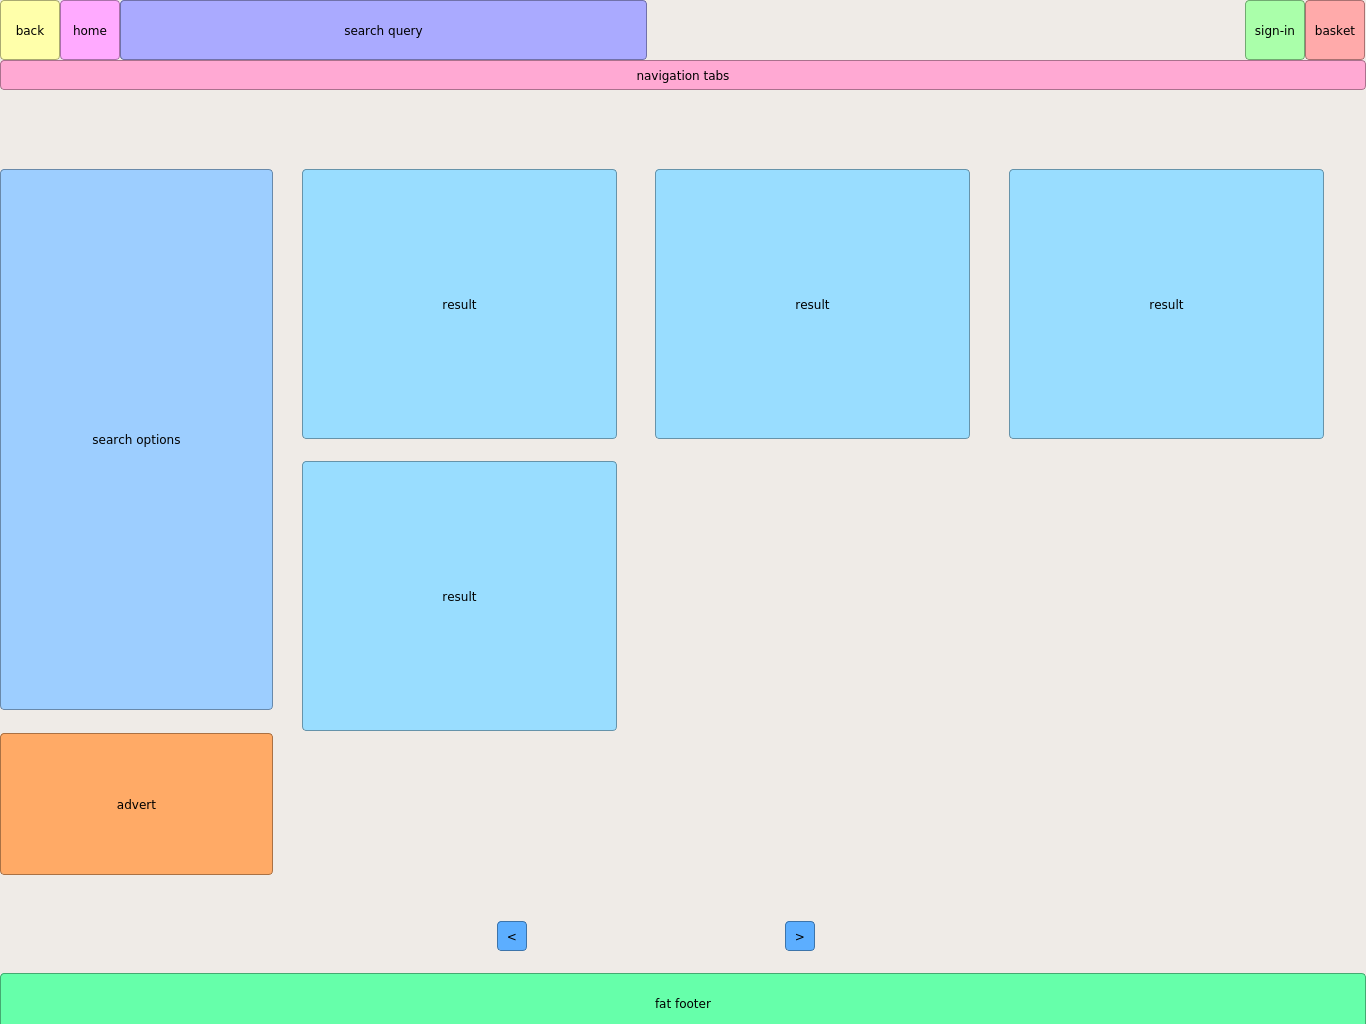 back
home
search query
sign-in
basket
navigation tabs
result
result
result
search options
result
advert
<
>
fat footer